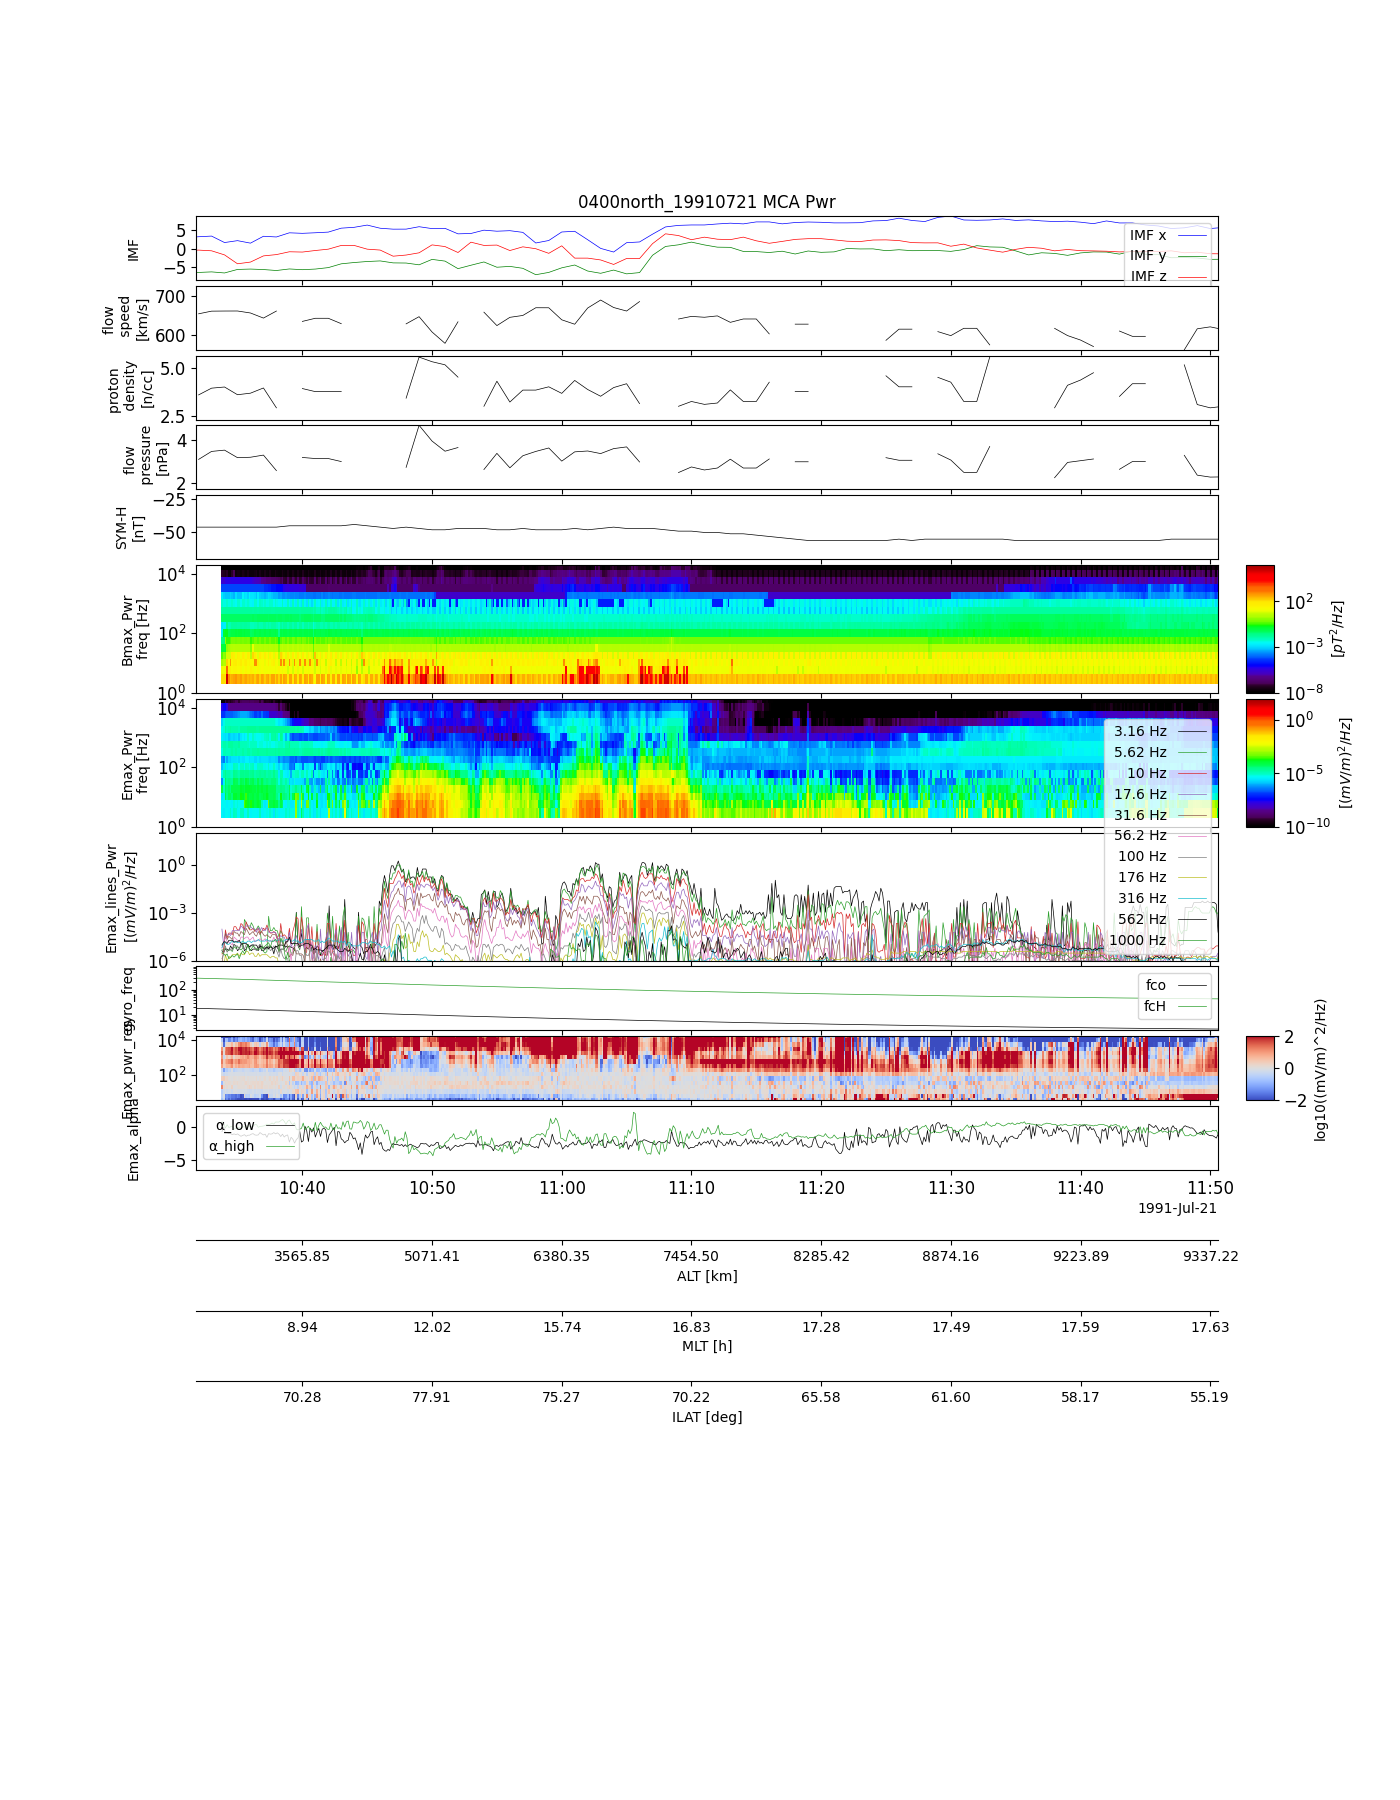 0400north_19910721 MCA Pwr
IMF
5
0
−5
IMF x
IMF y
IMF z
flow
speed
[km/s]
700
600
proton
density
[n/cc]
5.0
2.5
flow
pressure
[nPa]
4
2
SYM-H
[nT]
−25
−50
Bmax_Pwr
freq [Hz]
10^4
10^2
10^0
10^2
10^−3
10^−8
[pT^2/Hz]
Emax_Pwr
freq [Hz]
10^4
10^2
10^0
10^0
10^−5
10^−10
[(mV/m)^2/Hz]
3.16 Hz
5.62 Hz
10 Hz
17.6 Hz
31.6 Hz
56.2 Hz
100 Hz
176 Hz
316 Hz
562 Hz
1000 Hz
Emax_lines_Pwr
[(mV/m)^2/Hz]
10^0
10^−3
10^−6
gyro_freq
10^2
10^1
fco
fcH
Emax_pwr_reg
10^4
10^2
2
0
−2
log10((mV/m)^2/Hz)
Emax_alpha
0
−5
α_low
α_high
10:40 10:50 11:00 11:10 11:20 11:30 11:40 11:50
1991-Jul-21
3565.85 5071.41 6380.35 7454.50 8285.42 8874.16 9223.89 9337.22
ALT [km]
8.94 12.02 15.74 16.83 17.28 17.49 17.59 17.63
MLT [h]
70.28 77.91 75.27 70.22 65.58 61.60 58.17 55.19
ILAT [deg]